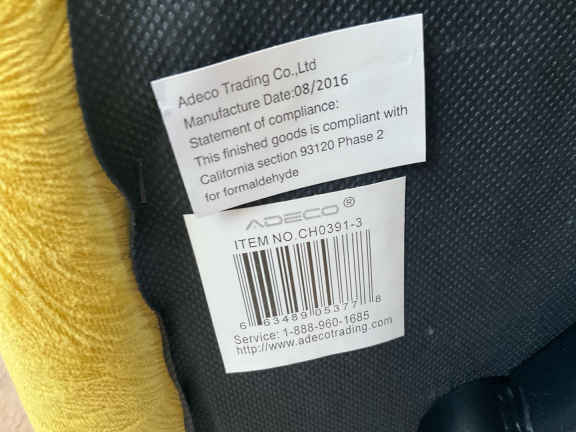 Adeco Trading Co.,Ltd
Manufacture Date:08/2016
Statement of compliance:
This finished goods is compliant with
California section 93120 Phase 2
for formaldehyde
ADECO ®
ITEM NO.CH0391-3
6 63489 05377 8
Service: 1-888-960-1685
http://www.adecotrading.com